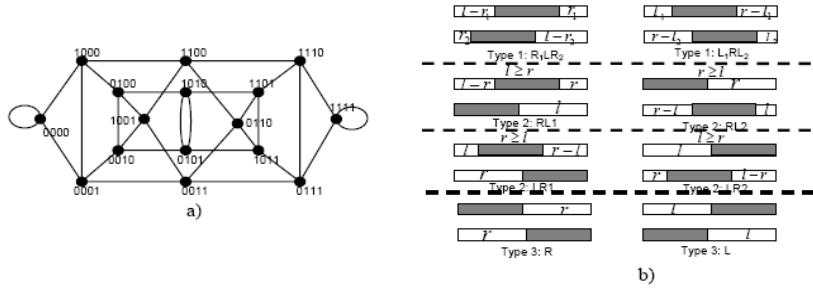 1000
1100
1110
0100
1010
1101
1001
0110
1111
0000
0010
0101
1011
0001
0011
0111
a)
l−r₁
r₁
r₂
l−r₂
Type 1: R₁LR₂
l₁
r−l₁
r−l₂
l₂
Type 1: L₁RL₂
l ≥ r
l−r
r
l
Type 2: RL1
r ≥ l
r
r−l
l
Type 2: RL2
r ≥ l
l
r−l
r
Type 2: LR1
l ≥ r
l
r
l−r
Type 2: LR2
r
r
Type 3: R
l
l
Type 3: L
b)